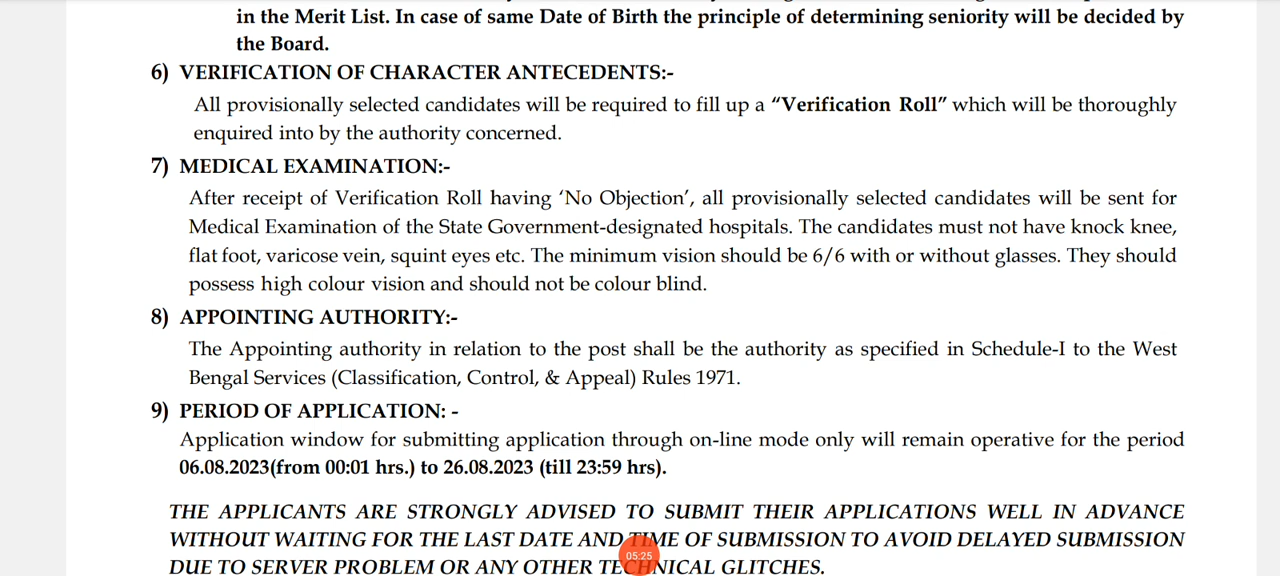 in the Merit List. In case of same Date of Birth the principle of determining seniority will be decided by
the Board.
6) VERIFICATION OF CHARACTER ANTECEDENTS:-
All provisionally selected candidates will be required to fill up a “Verification Roll” which will be thoroughly
enquired into by the authority concerned.
7) MEDICAL EXAMINATION:-
After receipt of Verification Roll having ‘No Objection’, all provisionally selected candidates will be sent for
Medical Examination of the State Government-designated hospitals. The candidates must not have knock knee,
flat foot, varicose vein, squint eyes etc. The minimum vision should be 6/6 with or without glasses. They should
possess high colour vision and should not be colour blind.
8) APPOINTING AUTHORITY:-
The Appointing authority in relation to the post shall be the authority as specified in Schedule-I to the West
Bengal Services (Classification, Control, & Appeal) Rules 1971.
9) PERIOD OF APPLICATION: -
Application window for submitting application through on-line mode only will remain operative for the period
06.08.2023(from 00:01 hrs.) to 26.08.2023 (till 23:59 hrs).
THE APPLICANTS ARE STRONGLY ADVISED TO SUBMIT THEIR APPLICATIONS WELL IN ADVANCE
WITHOUT WAITING FOR THE LAST DATE AND TIME OF SUBMISSION TO AVOID DELAYED SUBMISSION
05:25
DUE TO SERVER PROBLEM OR ANY OTHER TECHNICAL GLITCHES.